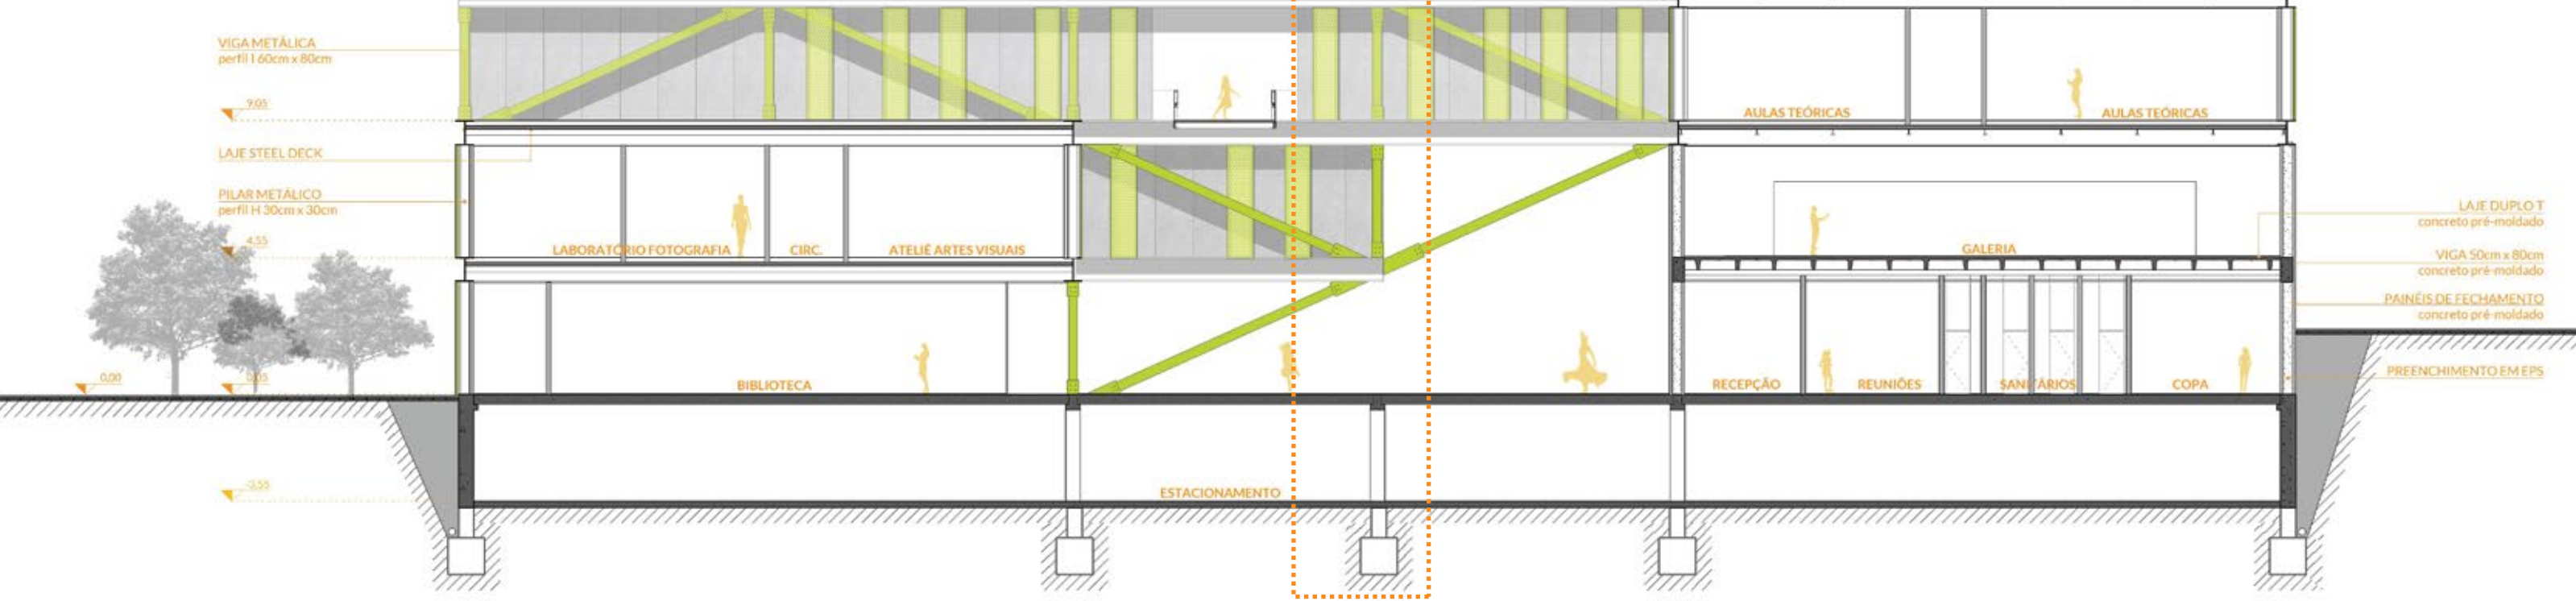 VIGA METÁLICA
perfil I 60cm x 80cm
9,05
LAJE STEEL DECK
PILAR METÁLICO
perfil H 30cm x 30cm
4,55
0,00
0,05
-3,55
AULAS TEÓRICAS
AULAS TEÓRICAS
LABORATÓRIO FOTOGRAFIA
CIRC.
ATELIÊ ARTES VISUAIS
GALERIA
BIBLIOTECA
RECEPÇÃO
REUNIÕES
SANITÁRIOS
COPA
ESTACIONAMENTO
LAJE DUPLO T
concreto pré-moldado
VIGA 50cm x 80cm
concreto pré-moldado
PAINÉIS DE FECHAMENTO
concreto pré-moldado
PREENCHIMENTO EM EPS